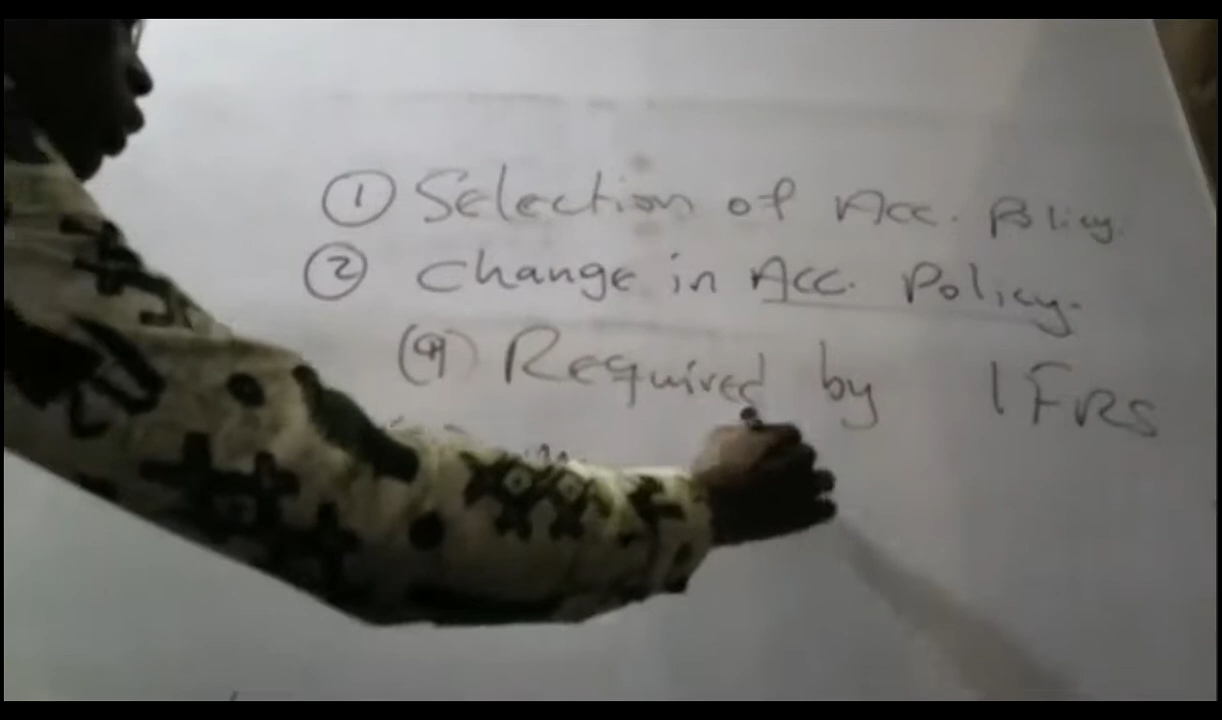 ① Selection of Acc. Policy.
② Change in Acc. Policy.
(a) Required by IFRS